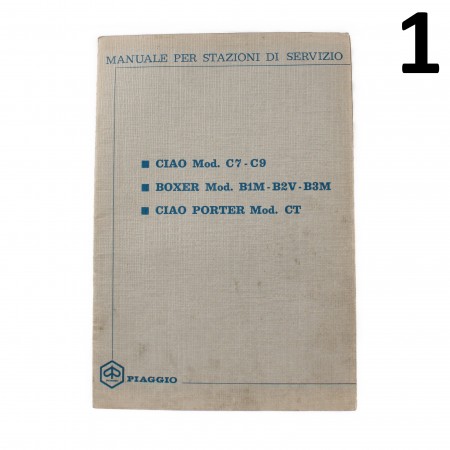 1
MANUALE PER STAZIONI DI SERVIZIO
■ CIAO Mod. C7-C9
■ BOXER Mod. B1M-B2V-B3M
■ CIAO PORTER Mod. CT
PIAGGIO